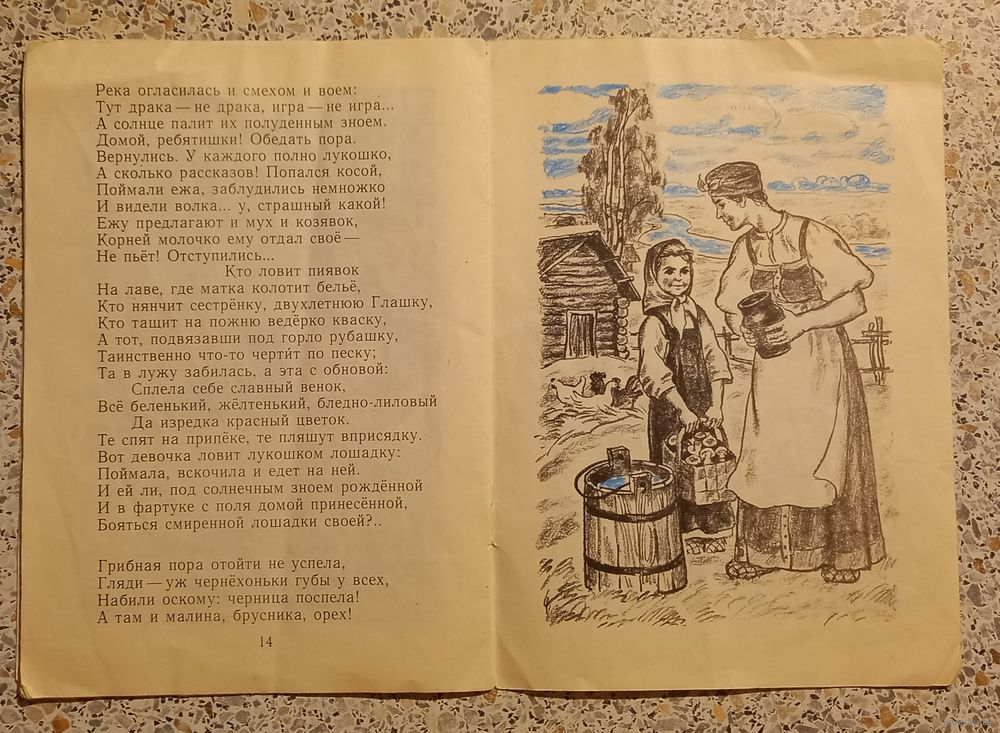 Река огласилась и смехом и воем:
Тут драка — не драка, игра — не игра...
А солнце палит их полуденным зноем.
Домой, ребятишки! Обедать пора.
Вернулись. У каждого полно лукошко,
А сколько рассказов! Попался косой,
Поймали ежа, заблудились немножко
И видели волка... у, страшный какой!
Ежу предлагают и мух и козявок,
Корней молочко ему отдал своё —
Не пьёт! Отступились...
Кто ловит пиявок
На лаве, где матка колотит бельё,
Кто нянчит сестрёнку, двухлетнюю Глашку,
Кто тащит на пожню ведёрко кваску,
А тот, подвязавши под горло рубашку,
Таинственно что-то черти́т по песку;
Та в лужу забилась, а эта с обновой:
Сплела себе славный венок,
Всё беленький, жёлтенький, бледно-лиловый
Да изредка красный цветок.
Те спят на припёке, те пляшут вприсядку.
Вот девочка ловит лукошком лошадку:
Поймала, вскочила и едет на ней.
И ей ли, под солнечным зноем рождённой
И в фартуке с поля домой принесённой,
Бояться смиренной лошадки своей?..
Грибная пора отойти не успела,
Гляди — уж чернёхоньки губы у всех,
Набили оскому: черница поспела!
А там и малина, брусника, орех!
14